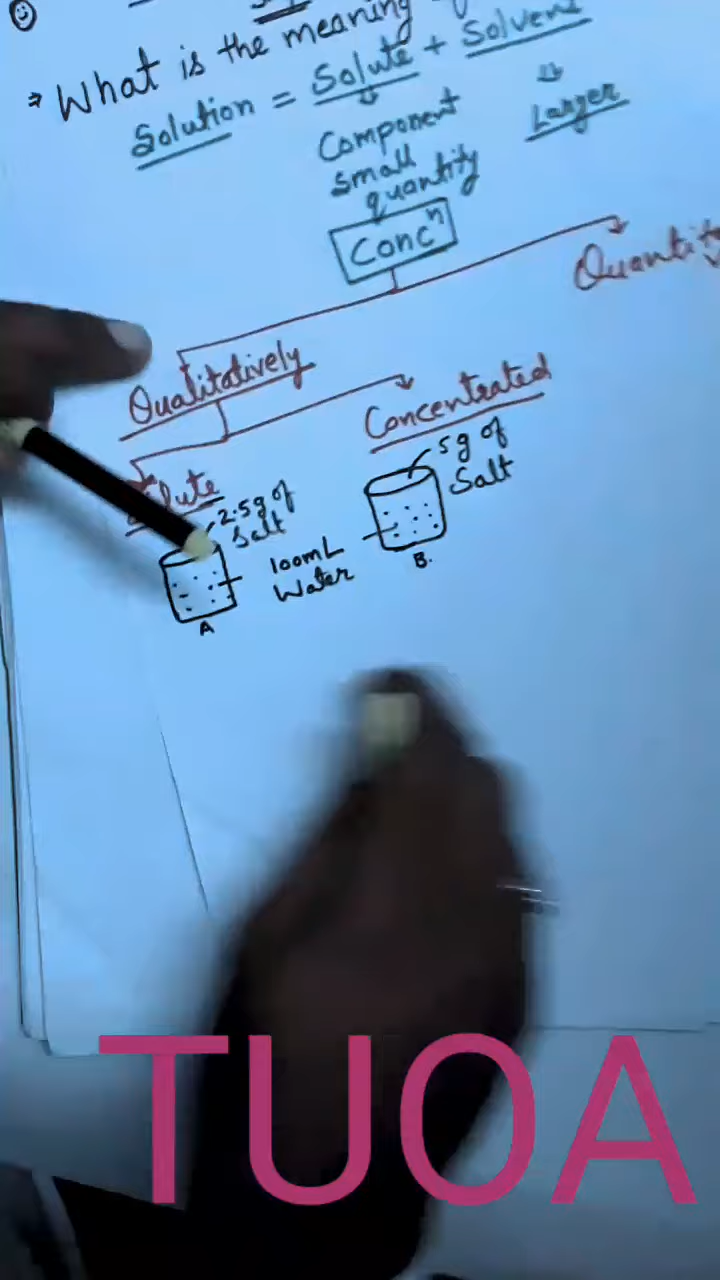 ⇒ What is the meaning
Solution = Solute + Solvent
Component
small
quantity
Larger
Concⁿ
Qualitatively
Concentrated
2.5g of
Salt
5g of
Salt
100mL
Water
A
B.
TUOA